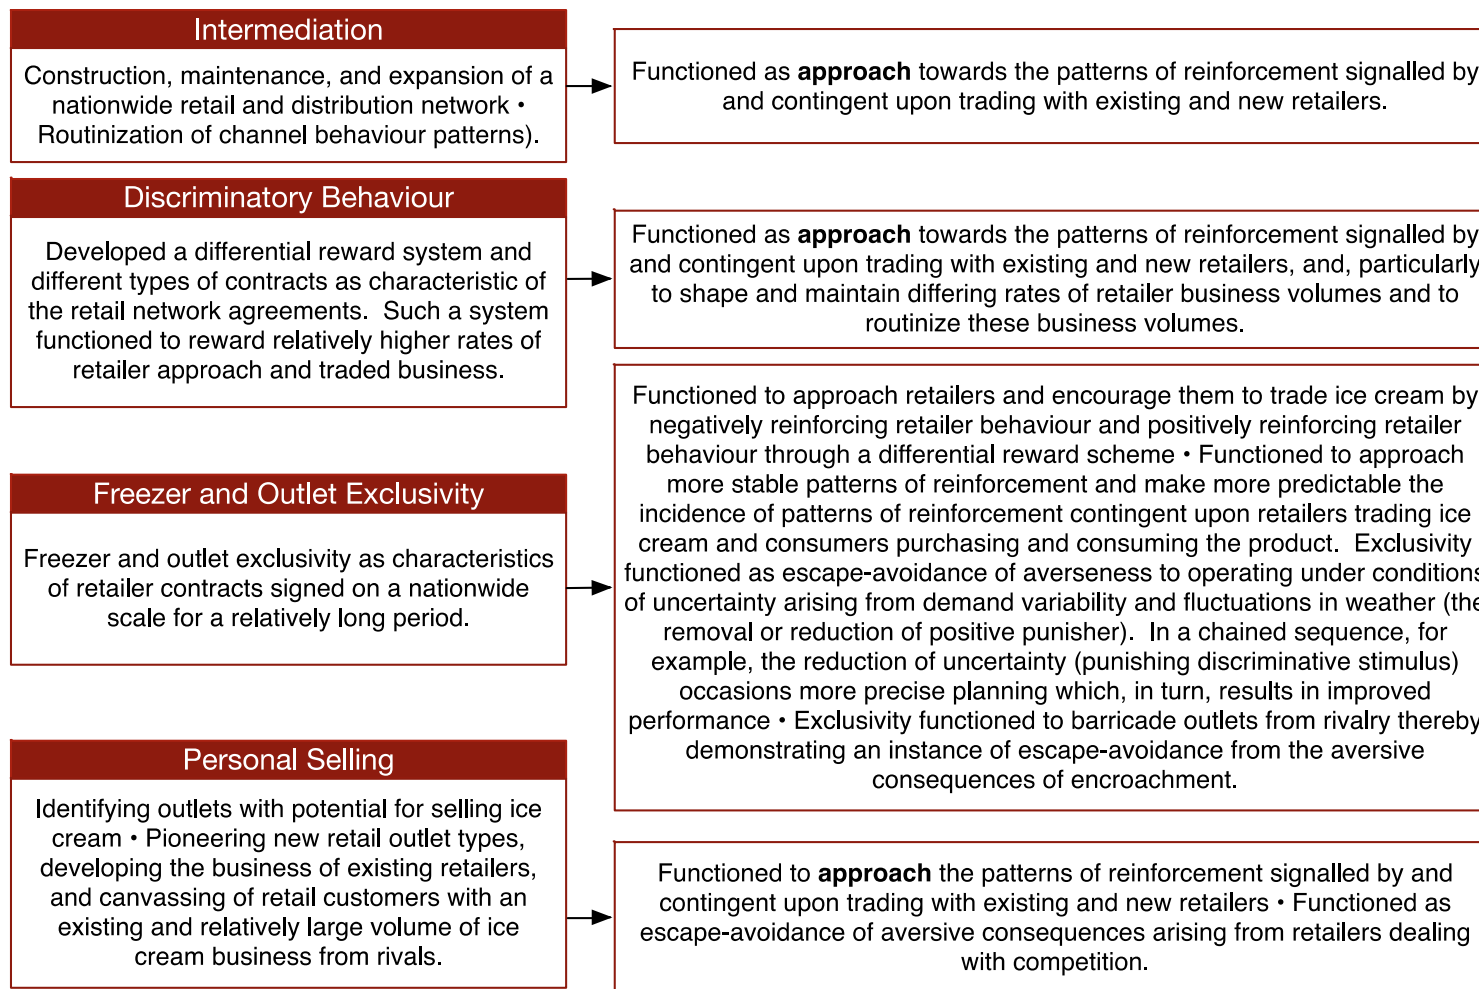 Intermediation
Construction, maintenance, and expansion of a
nationwide retail and distribution network •
Routinization of channel behaviour patterns).
Functioned as approach towards the patterns of reinforcement signalled by
and contingent upon trading with existing and new retailers.
Discriminatory Behaviour
Developed a differential reward system and
different types of contracts as characteristic of
the retail network agreements. Such a system
functioned to reward relatively higher rates of
retailer approach and traded business.
Functioned as approach towards the patterns of reinforcement signalled by
and contingent upon trading with existing and new retailers, and, particularly
to shape and maintain differing rates of retailer business volumes and to
routinize these business volumes.
Freezer and Outlet Exclusivity
Freezer and outlet exclusivity as characteristics
of retailer contracts signed on a nationwide
scale for a relatively long period.
Functioned to approach retailers and encourage them to trade ice cream by
negatively reinforcing retailer behaviour and positively reinforcing retailer
behaviour through a differential reward scheme • Functioned to approach
more stable patterns of reinforcement and make more predictable the
incidence of patterns of reinforcement contingent upon retailers trading ice
cream and consumers purchasing and consuming the product. Exclusivity
functioned as escape-avoidance of averseness to operating under conditions
of uncertainty arising from demand variability and fluctuations in weather (the
removal or reduction of positive punisher). In a chained sequence, for
example, the reduction of uncertainty (punishing discriminative stimulus)
occasions more precise planning which, in turn, results in improved
performance • Exclusivity functioned to barricade outlets from rivalry thereby
demonstrating an instance of escape-avoidance from the aversive
consequences of encroachment.
Personal Selling
Identifying outlets with potential for selling ice
cream • Pioneering new retail outlet types,
developing the business of existing retailers,
and canvassing of retail customers with an
existing and relatively large volume of ice
cream business from rivals.
Functioned to approach the patterns of reinforcement signalled by and
contingent upon trading with existing and new retailers • Functioned as
escape-avoidance of aversive consequences arising from retailers dealing
with competition.